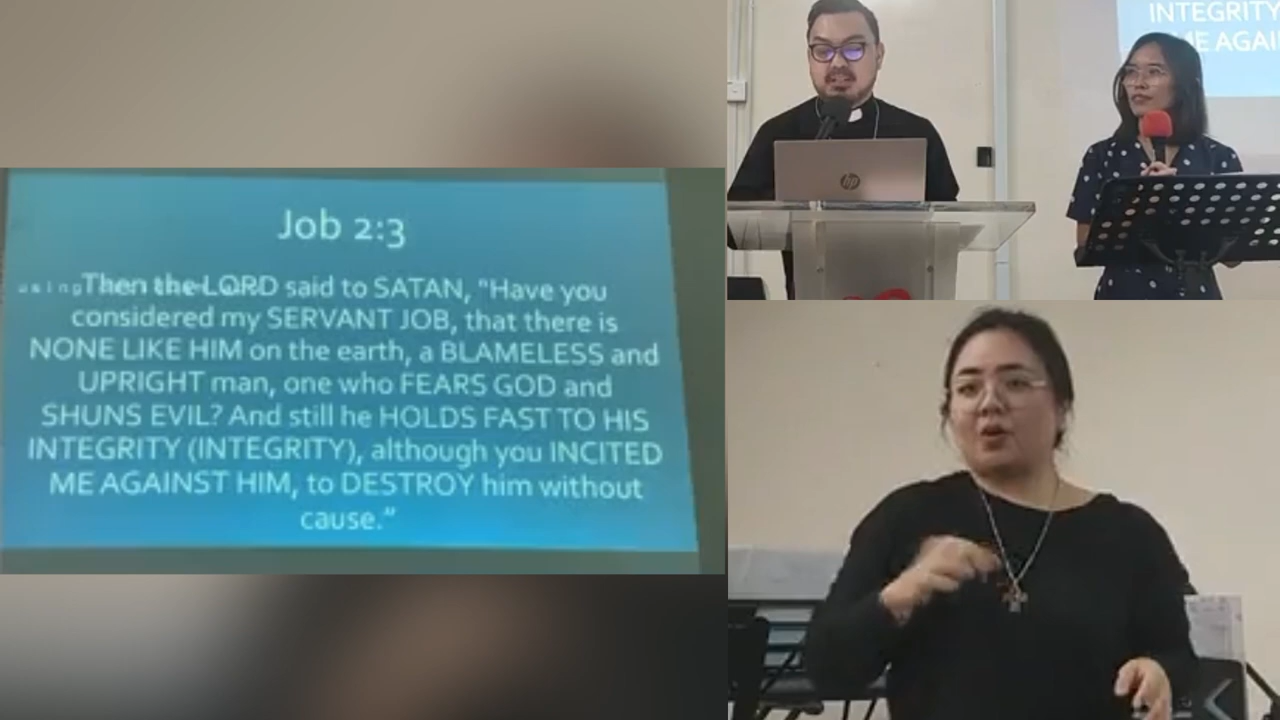 Job 2:3
Then the LORD said to SATAN, "Have you
considered my SERVANT JOB, that there is
NONE LIKE HIM on the earth, a BLAMELESS and
UPRIGHT man, one who FEARS GOD and
SHUNS EVIL? And still he HOLDS FAST TO HIS
INTEGRITY (INTEGRITY), although you INCITED
ME AGAINST HIM, to DESTROY him without
cause."
INTEGRITY
ME AGAI
hp